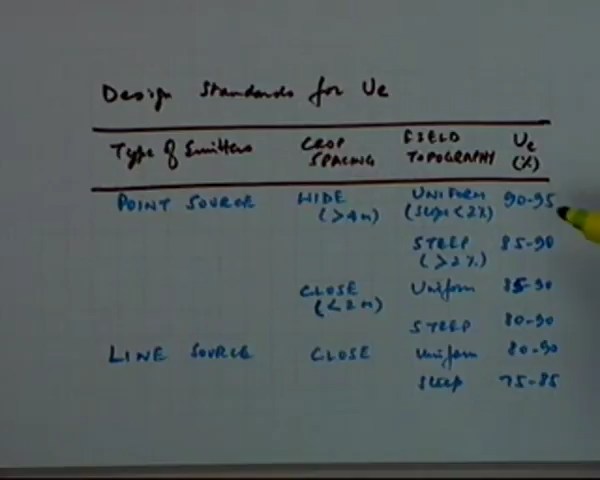 Design Standards for Ue
Type of Emitters CROP SPACING FIELD TOPOGRAPHY Ue (%)
POINT SOURCE WIDE (>4m) UNIFORM (Slope<2%) 90-95
STEEP (>2%) 85-90
CLOSE (<2m) Uniform 85-90
STEEP 80-90
LINE SOURCE CLOSE Uniform 80-90
Steep 75-85